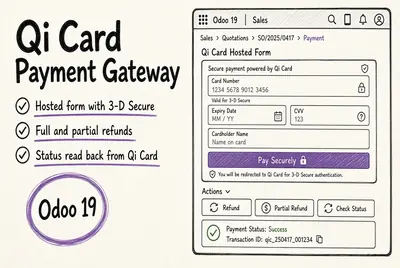 Qi Card
Payment Gateway
Hosted form with 3-D Secure
Full and partial refunds
Status read back from Qi Card
Odoo 19
Odoo 19 | Sales
Sales > Quotations > SO/2025/0417 > Payment
Qi Card Hosted Form
Secure payment powered by Qi Card
Card Number
1234 5678 9012 3456
Valid for 3-D Secure
Expiry Date
MM / YY
CVV
123
Cardholder Name
Name on card
Pay Securely
You will be redirected to Qi Card for 3-D Secure authentication.
Actions
Refund
Partial Refund
Check Status
Payment Status: Success
Transaction ID: qic_250417_001234